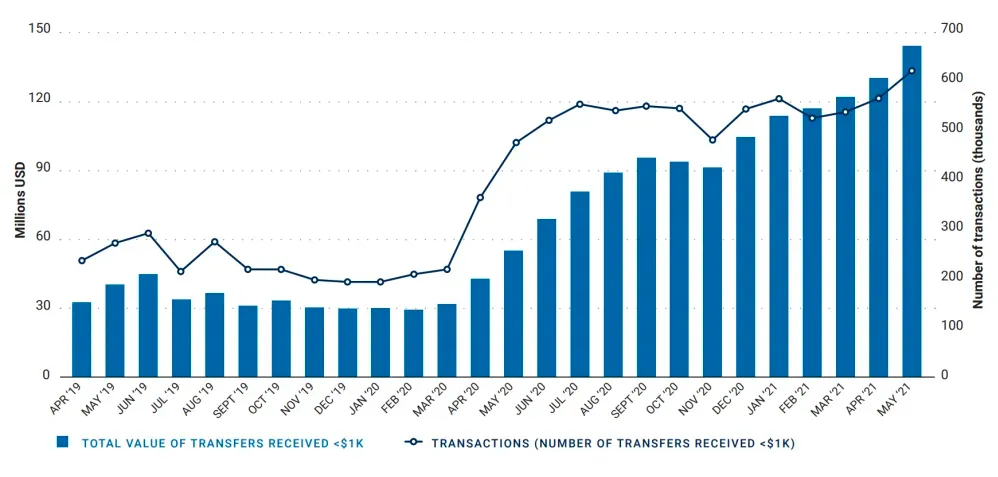 150
120
90
60
30
0
Millions USD
700
600
500
400
300
200
100
0
Number of transactions (thousands)
APR '19
MAY '19
JUN '19
JUL '19
AUG '19
SEPT '19
OCT '19
NOV '19
DEC '19
JAN '20
FEB '20
MAR '20
APR '20
MAY '20
JUN '20
JUL '20
AUG '20
SEPT '20
OCT '20
NOV '20
DEC '20
JAN '21
FEB '21
MAR '21
APR '21
MAY '21
TOTAL VALUE OF TRANSFERS RECEIVED <$1K
TRANSACTIONS (NUMBER OF TRANSFERS RECEIVED <$1K)